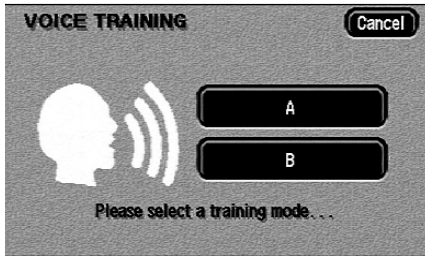 VOICE TRAINING
Cancel
A
B
Please select a training mode. . .